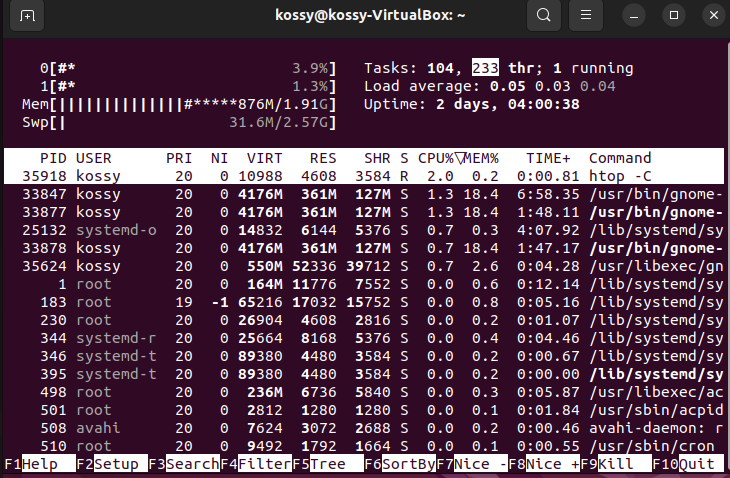 kossy@kossy-VirtualBox: ~
0[#* 3.9%] Tasks: 104, 233 thr; 1 running
1[#* 1.3%] Load average: 0.05 0.03 0.04
Mem[||||||||||||||#*****876M/1.91G] Uptime: 2 days, 04:00:38
Swp[| 31.6M/2.57G]
PID USER PRI NI VIRT RES SHR S CPU%▽MEM% TIME+ Command
35918 kossy 20 0 10988 4608 3584 R 2.0 0.2 0:00.81 htop -C
33847 kossy 20 0 4176M 361M 127M S 1.3 18.4 6:58.35 /usr/bin/gnome-
33877 kossy 20 0 4176M 361M 127M S 1.3 18.4 1:48.11 /usr/bin/gnome-
25132 systemd-o 20 0 14832 6144 5376 S 0.7 0.3 4:07.92 /lib/systemd/sy
33878 kossy 20 0 4176M 361M 127M S 0.7 18.4 1:47.17 /usr/bin/gnome-
35624 kossy 20 0 550M 52336 39712 S 0.7 2.6 0:04.28 /usr/libexec/gn
1 root 20 0 164M 11776 7552 S 0.0 0.6 0:12.14 /lib/systemd/sy
183 root 19 -1 65216 17032 15752 S 0.0 0.8 0:05.16 /lib/systemd/sy
230 root 20 0 26904 4608 2816 S 0.0 0.2 0:01.07 /lib/systemd/sy
344 systemd-r 20 0 25664 8168 5376 S 0.0 0.4 0:04.46 /lib/systemd/sy
346 systemd-t 20 0 89380 4480 3584 S 0.0 0.2 0:00.67 /lib/systemd/sy
395 systemd-t 20 0 89380 4480 3584 S 0.0 0.2 0:00.00 /lib/systemd/sy
498 root 20 0 236M 6736 5840 S 0.0 0.3 0:05.87 /usr/libexec/ac
501 root 20 0 2812 1280 1280 S 0.0 0.1 0:01.84 /usr/sbin/acpid
508 avahi 20 0 7624 3072 2688 S 0.0 0.2 0:00.46 avahi-daemon: r
510 root 20 0 9492 1792 1664 S 0.0 0.1 0:00.55 /usr/sbin/cron
F1Help F2Setup F3SearchF4FilterF5Tree F6SortByF7Nice -F8Nice +F9Kill F10Quit